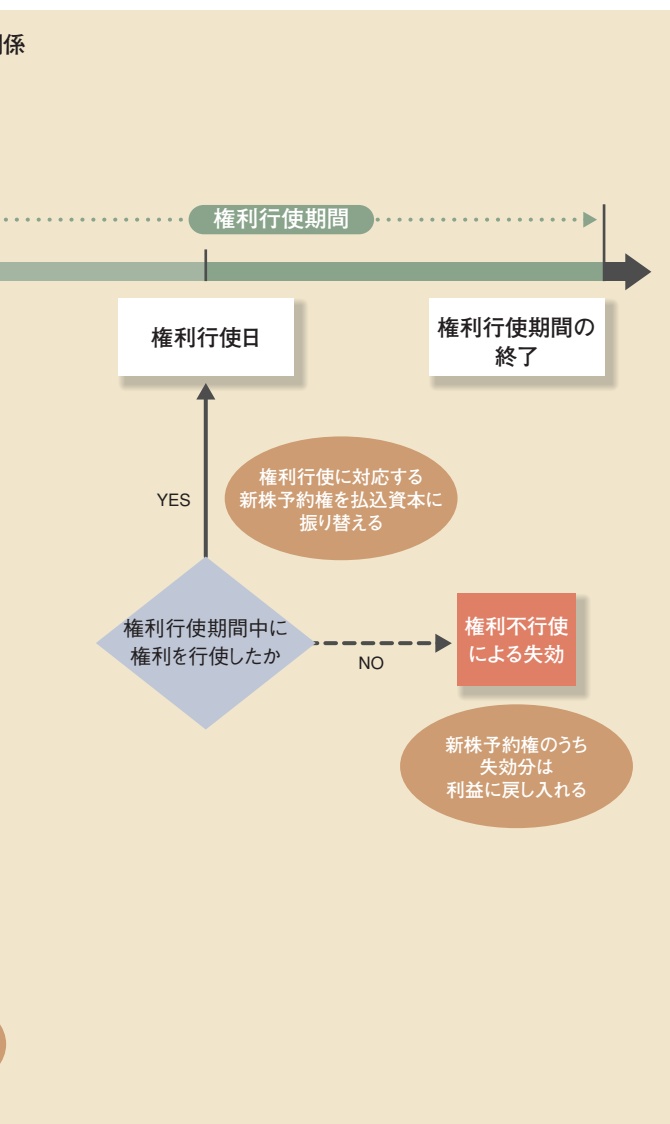 係
権利行使期間
権利行使日
権利行使期間の
終了
YES
権利行使に対応する
新株予約権を払込資本に
振り替える
権利行使期間中に
権利を行使したか
NO
権利不行使
による失効
新株予約権のうち
失効分は
利益に戻し入れる